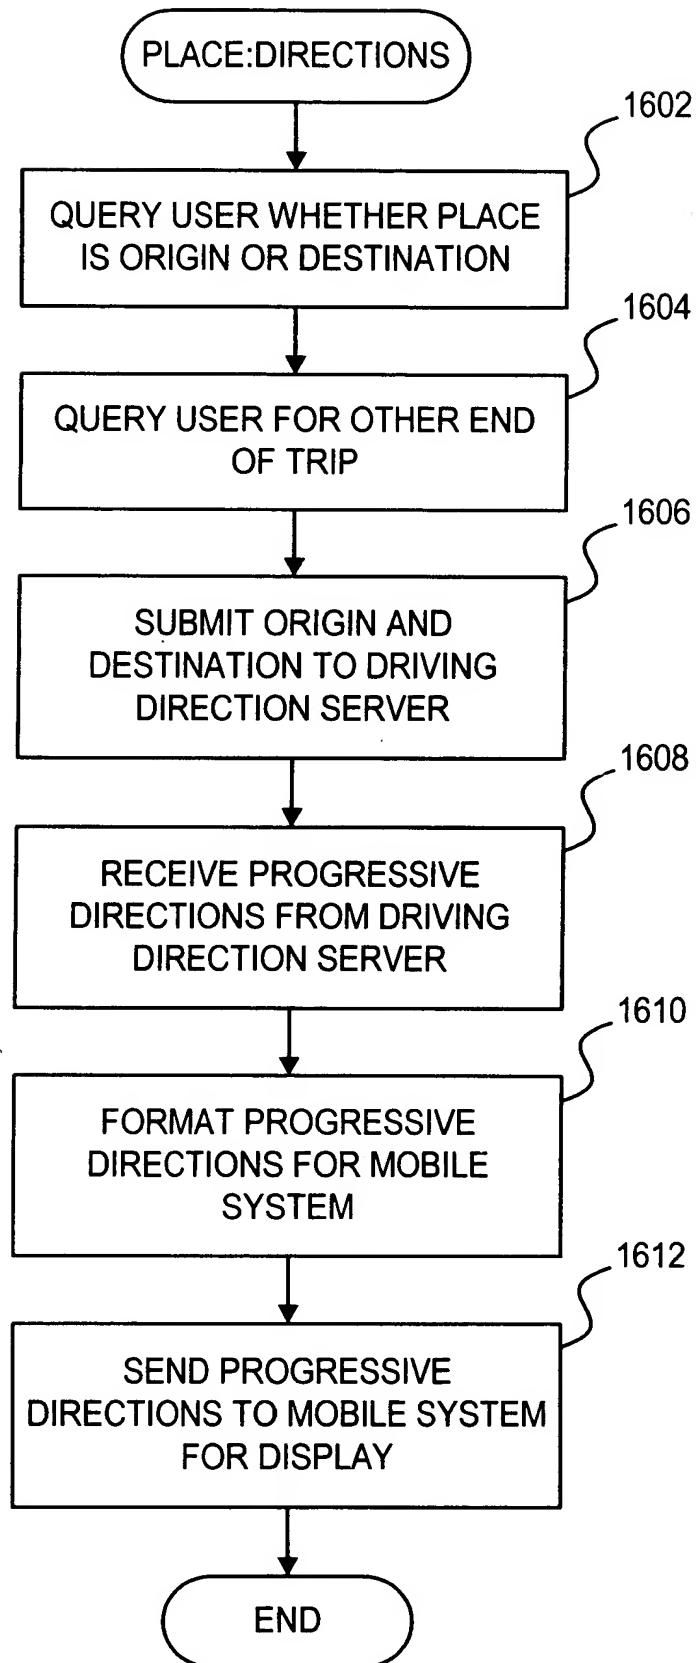 PLACE:DIRECTIONS
1602
QUERY USER WHETHER PLACE
IS ORIGIN OR DESTINATION
1604
QUERY USER FOR OTHER END
OF TRIP
1606
SUBMIT ORIGIN AND
DESTINATION TO DRIVING
DIRECTION SERVER
1608
RECEIVE PROGRESSIVE
DIRECTIONS FROM DRIVING
DIRECTION SERVER
1610
FORMAT PROGRESSIVE
DIRECTIONS FOR MOBILE
SYSTEM
1612
SEND PROGRESSIVE
DIRECTIONS TO MOBILE SYSTEM
FOR DISPLAY
END